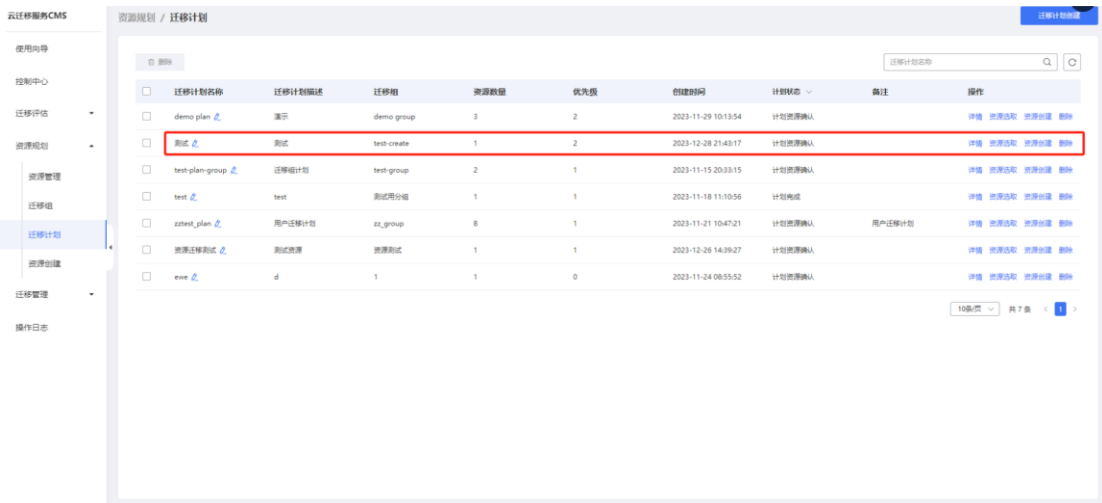 云迁移服务CMS
资源规划 / 迁移计划
迁移计划创建
使用向导
控制中心
迁移评估
资源规划
资源管理
迁移组
迁移计划
资源创建
迁移管理
操作日志
删除
迁移计划名称
迁移计划名称 迁移计划描述 迁移组 资源数量 优先级 创建时间 计划状态 备注 操作
demo plan 演示 demo group 3 2 2023-11-29 10:13:54 计划资源确认 详情 资源选取 资源创建 删除
测试 测试 test-create 1 2 2023-12-28 21:43:17 计划资源确认 详情 资源选取 资源创建 删除
test-plan-group 迁移组计划 test-group 2 1 2023-11-15 20:33:15 计划资源确认 详情 资源选取 资源创建 删除
test test 测试用分组 1 1 2023-11-18 11:10:56 计划完成 详情 资源选取 资源创建 删除
zztest_plan 用户迁移计划 zz_group 8 1 2023-11-21 10:47:21 计划资源确认 用户迁移计划 详情 资源选取 资源创建 删除
资源迁移测试 测试资源 资源测试 1 1 2023-12-26 14:39:27 计划资源确认 详情 资源选取 资源创建 删除
ewe d 1 1 0 2023-11-24 08:55:52 计划资源确认 详情 资源选取 资源创建 删除
10条/页 共 7 条 < 1 >